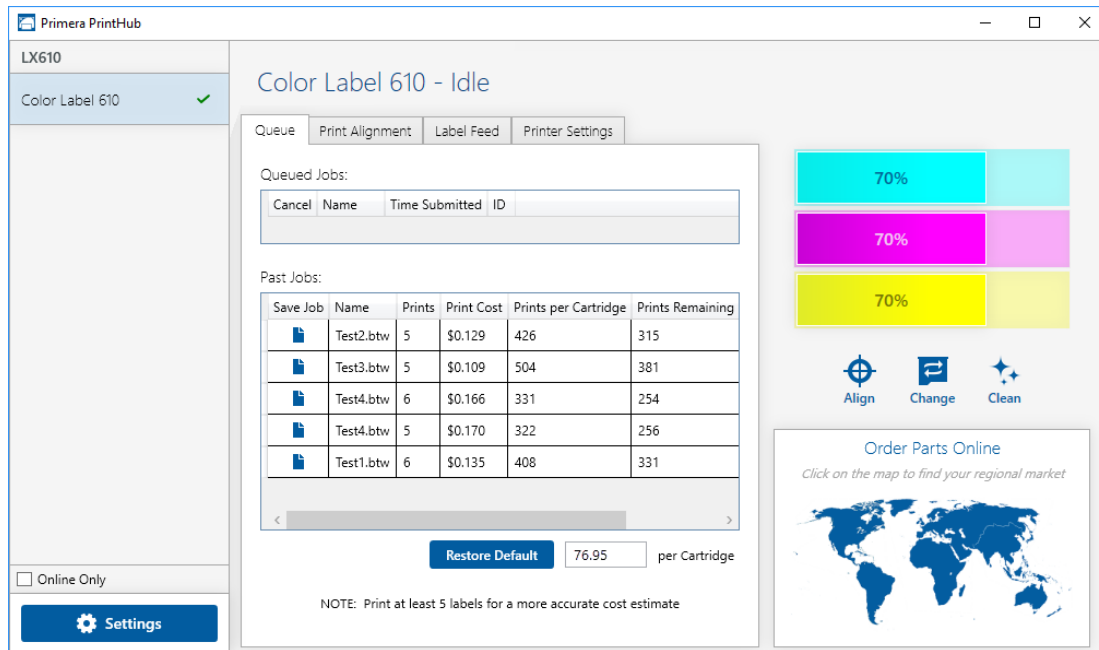 Primera PrintHub
LX610
Color Label 610
Color Label 610 - Idle
Queue Print Alignment Label Feed Printer Settings
Queued Jobs:
Cancel Name Time Submitted ID
Past Jobs:
Save Job Name Prints Print Cost Prints per Cartridge Prints Remaining
Test2.btw 5 $0.129 426 315
Test3.btw 5 $0.109 504 381
Test4.btw 6 $0.166 331 254
Test4.btw 5 $0.170 322 256
Test1.btw 6 $0.135 408 331
Restore Default 76.95 per Cartridge
NOTE: Print at least 5 labels for a more accurate cost estimate
70%
70%
70%
Align Change Clean
Order Parts Online
Click on the map to find your regional market
Online Only
Settings